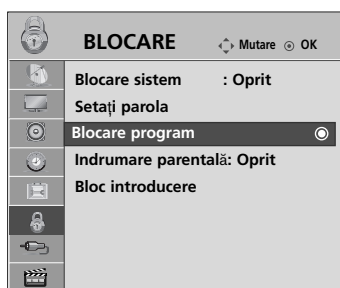 BLOCARE Mutare OK
Blocare sistem : Oprit
Setați parola
Blocare program
Indrumare parentală: Oprit
Bloc introducere